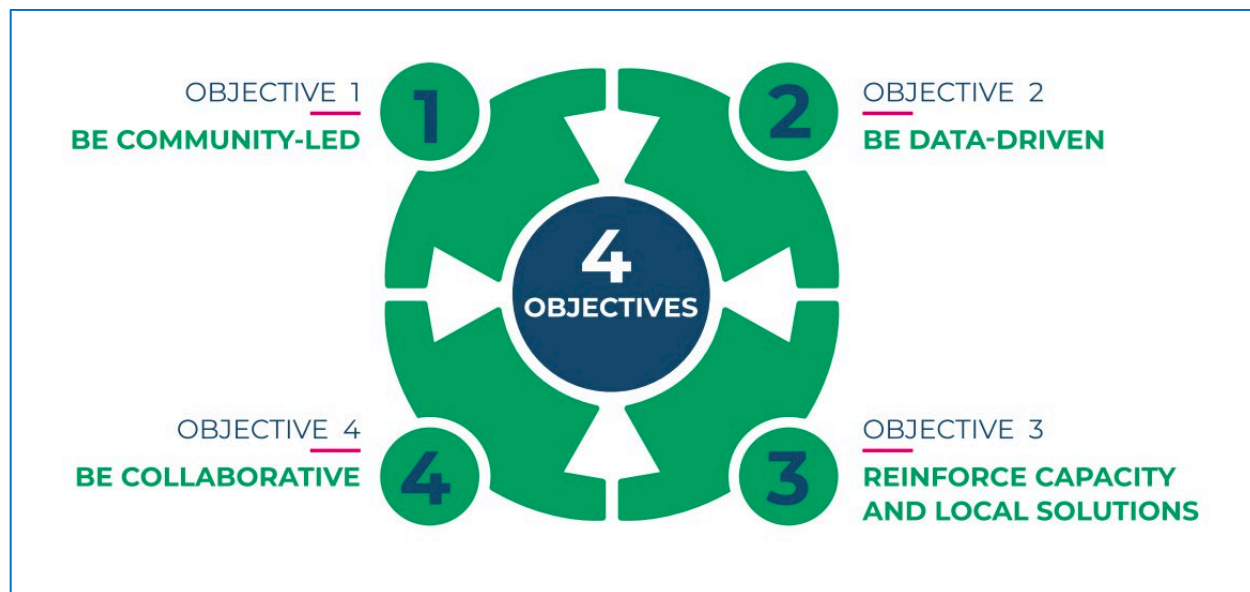 OBJECTIVE 1
BE COMMUNITY-LED
1
2
OBJECTIVE 2
BE DATA-DRIVEN
4
OBJECTIVES
OBJECTIVE 4
BE COLLABORATIVE
4
3
OBJECTIVE 3
REINFORCE CAPACITY
AND LOCAL SOLUTIONS